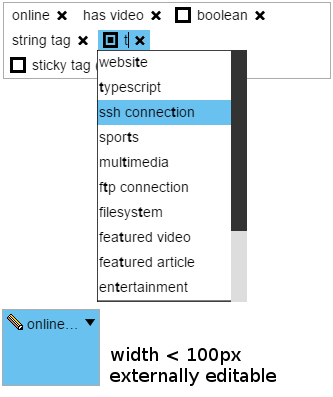 online × has video × boolean ×
string tag × t
sticky tag (
website
typescript
ssh connection
sports
multimedia
ftp connection
filesystem
featured video
featured article
entertainment
online...
width < 100px
externally editable